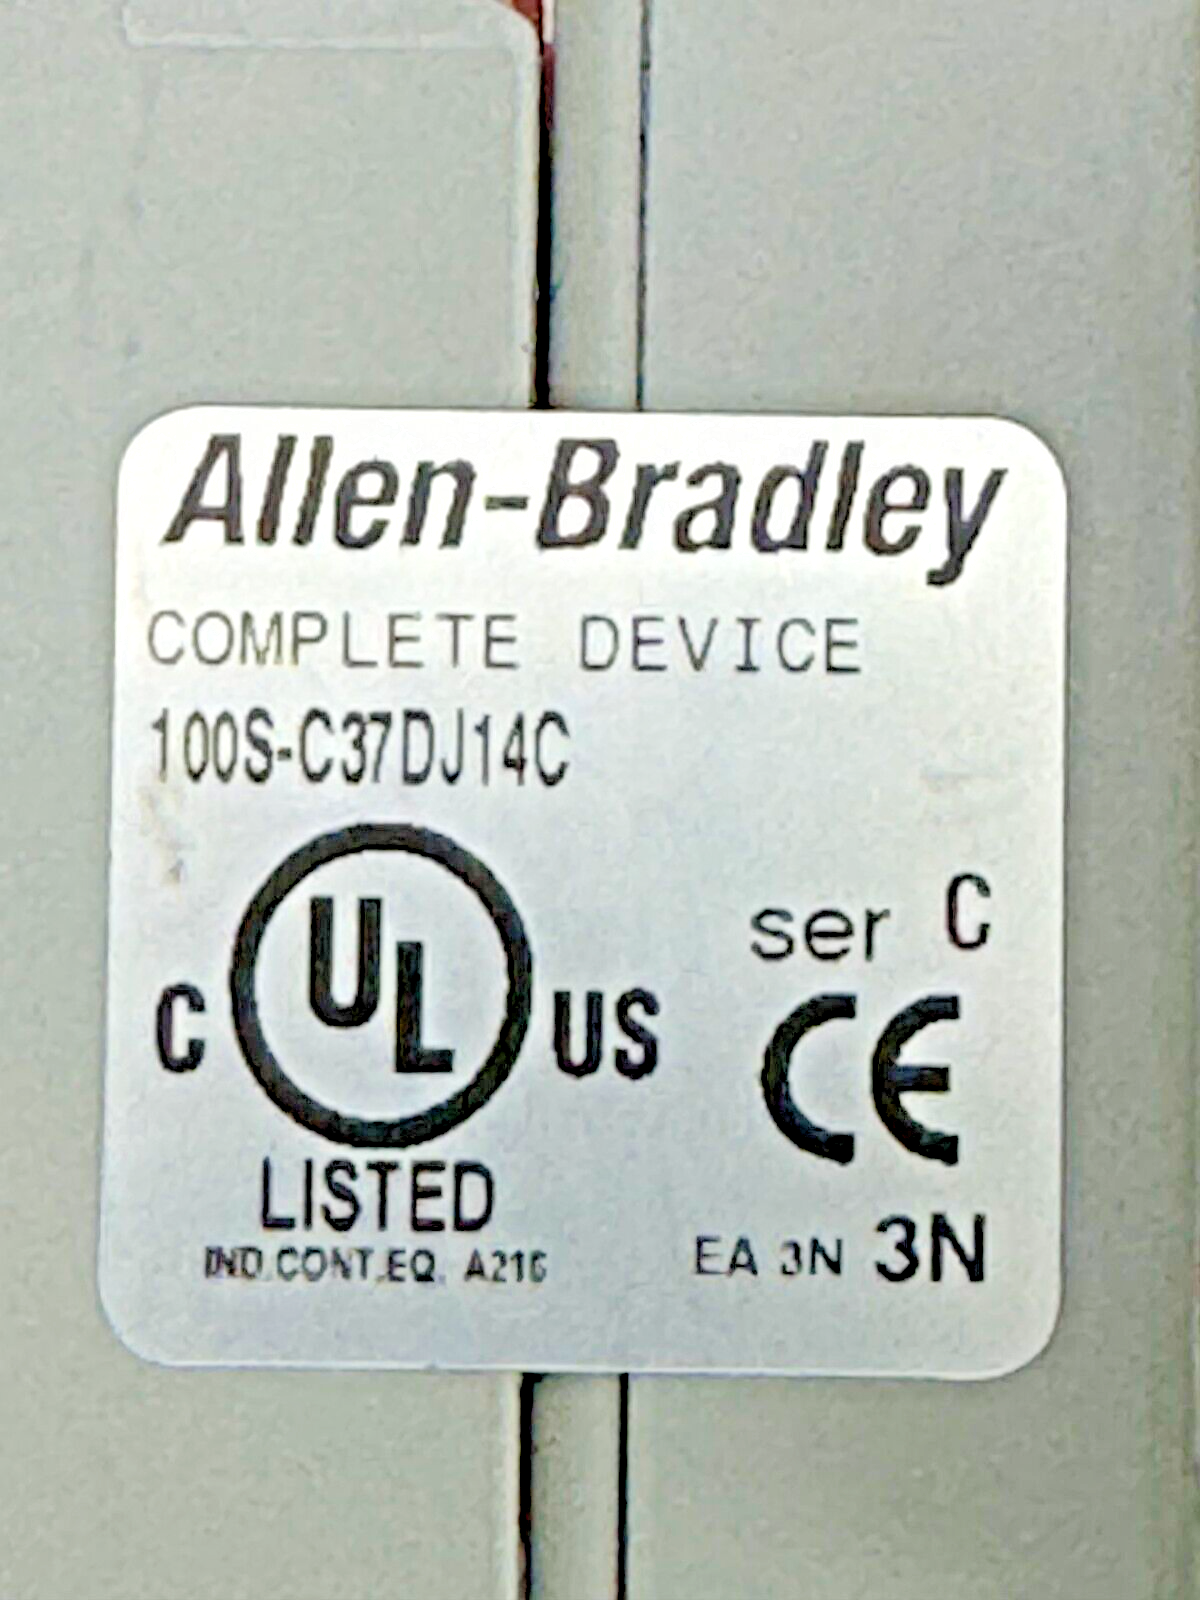 Allen-Bradley
COMPLETE DEVICE
100S-C37DJ14C
ser C
C UL US
CE
LISTED
IND.CONT.EQ. A216
EA 3N 3N